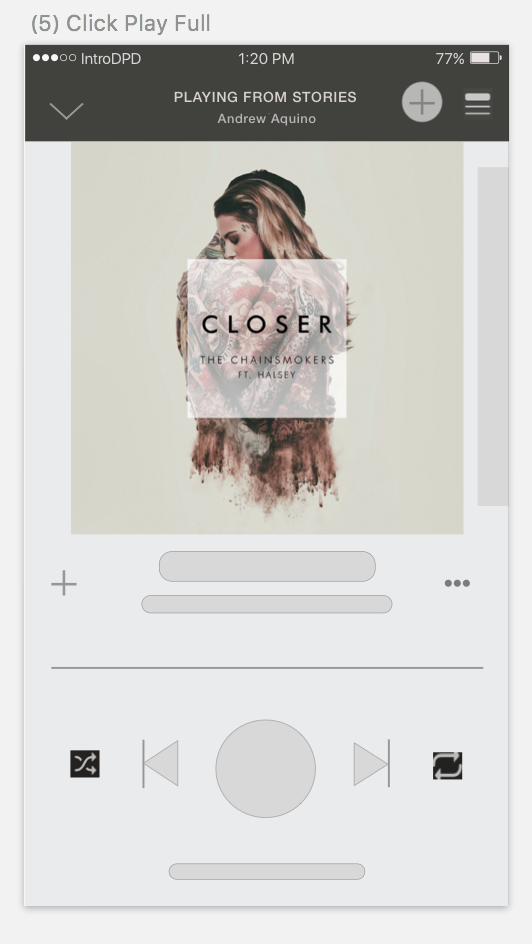 (5) Click Play Full
IntroDPD 1:20 PM 77%
PLAYING FROM STORIES
Andrew Aquino
CLOSER
THE CHAINSMOKERS
FT. HALSEY